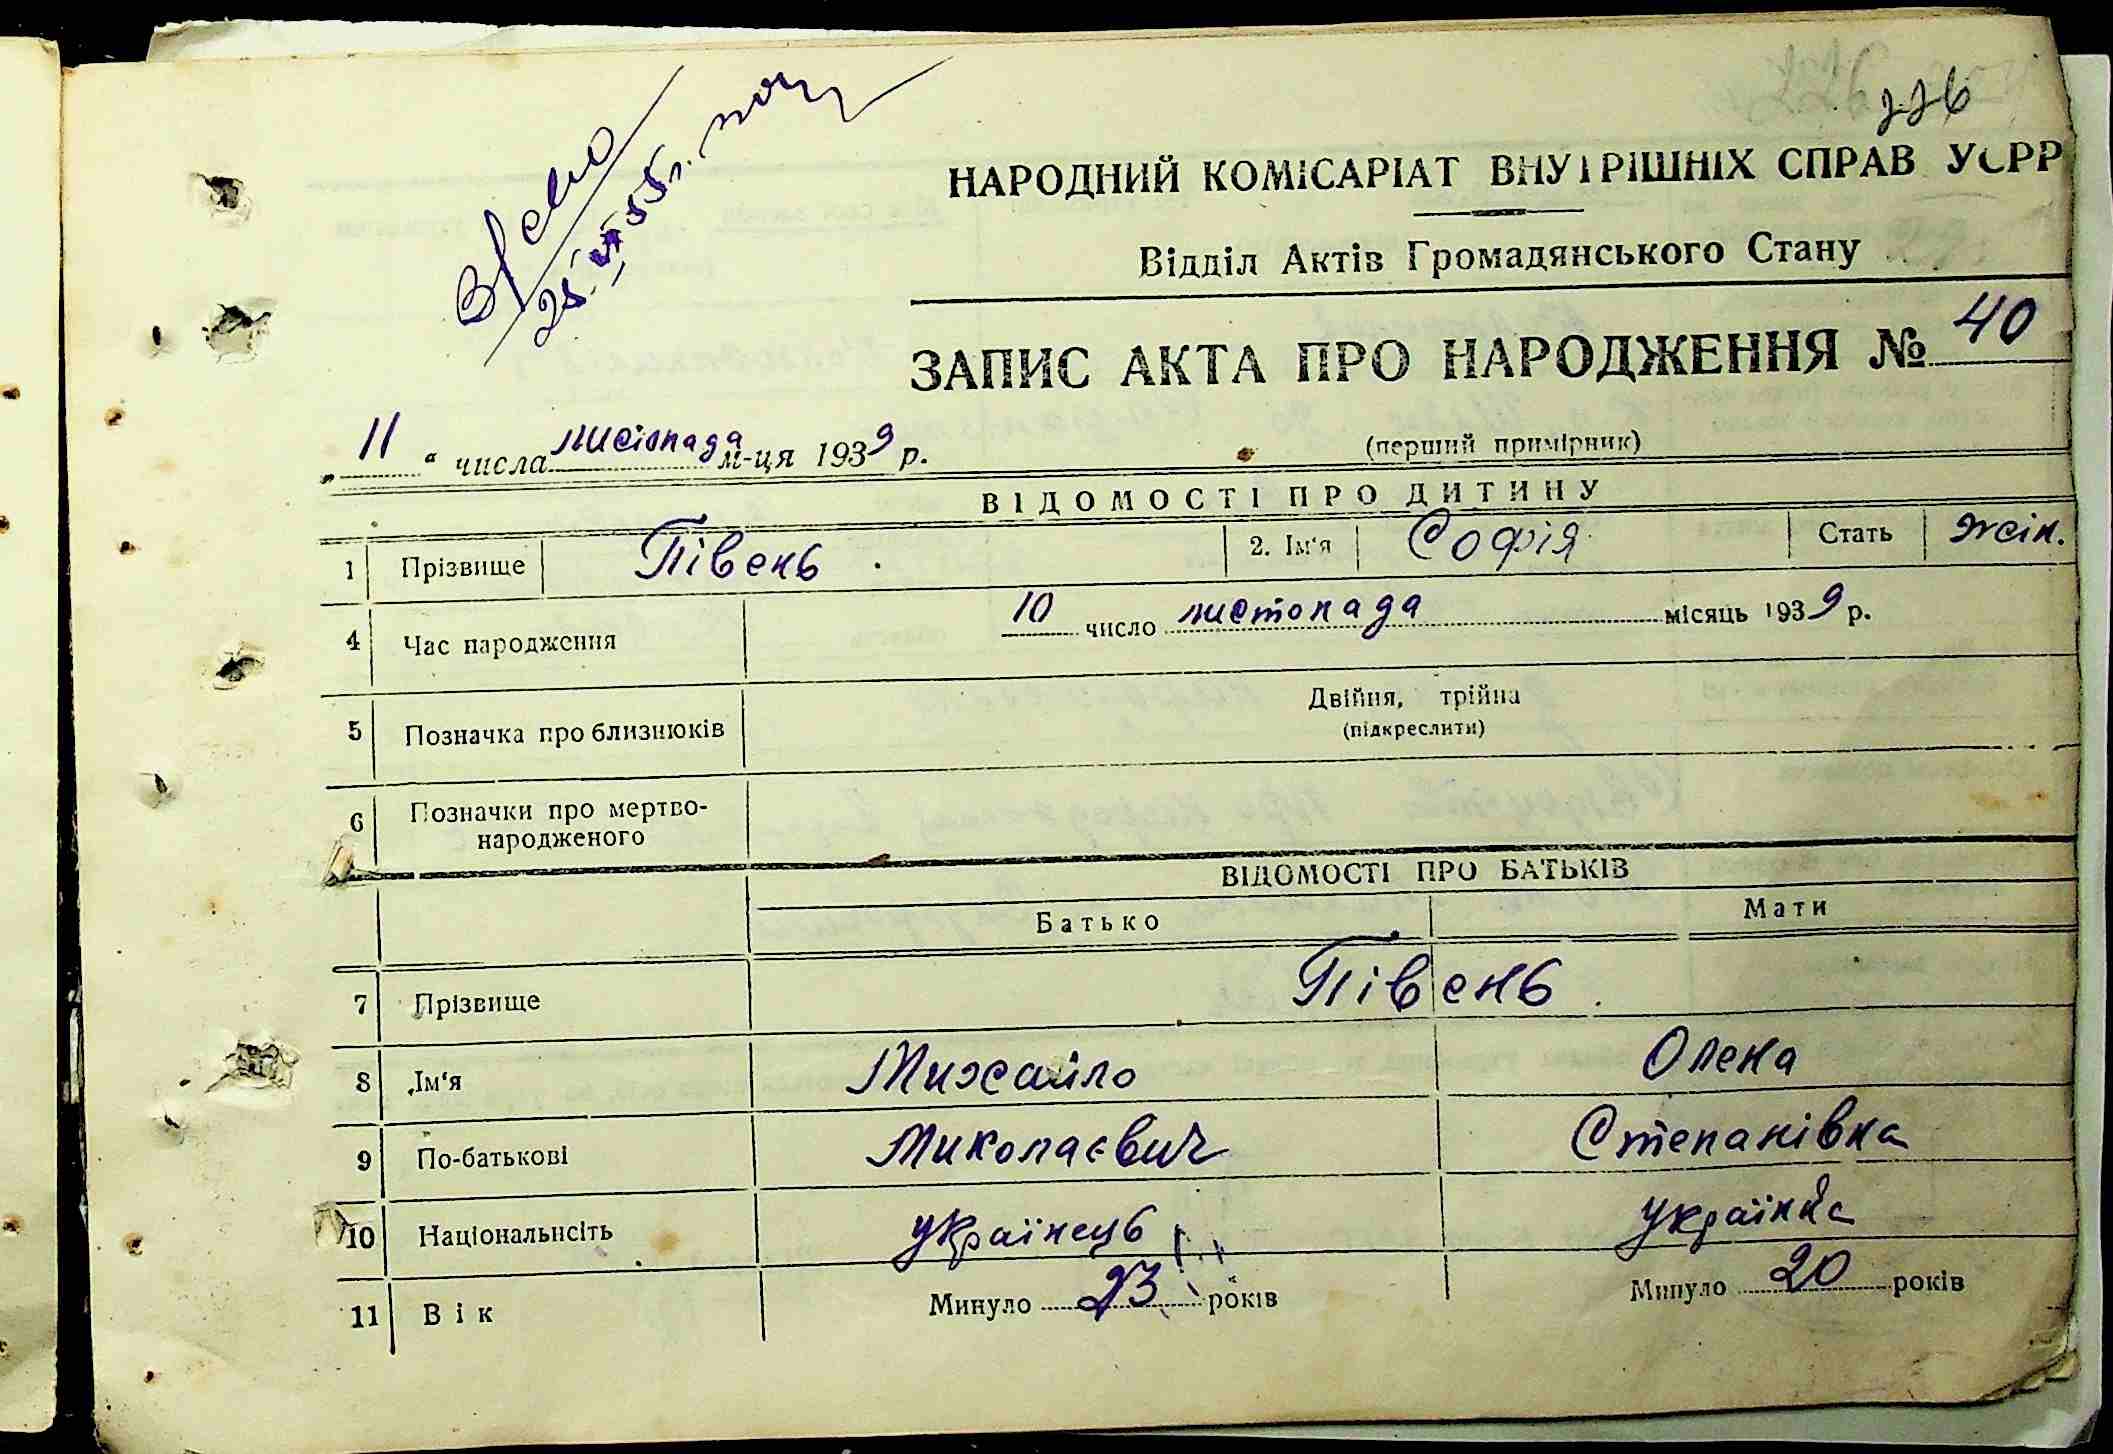 226
НАРОДНИЙ КОМІСАРІАТ ВНУТРІШНІХ СПРАВ УСРР
Відділ Актів Громадянського Стану
ЗАПИС АКТА ПРО НАРОДЖЕННЯ № 40
„ 11 “ числа листопада м-ця 1939 р.
(перший примірник)
ВІДОМОСТІ ПРО ДИТИНУ
1 Прізвище Півень 2. Ім'я Софія Стать жін.
4 Час народження 10 число листопада місяць 1939 р.
5 Позначка про близнюків Двійня, трійна
(підкреслити)
6 Позначки про мертво-
народженого
ВІДОМОСТІ ПРО БАТЬКІВ
Батько Мати
7 Прізвище Півень
8 Ім'я Михайло Олена
9 По-батькові Миколаєвич Степанівна
10 Національнсіть українець українка
11 Вік Минуло 23 років Минуло 20 років